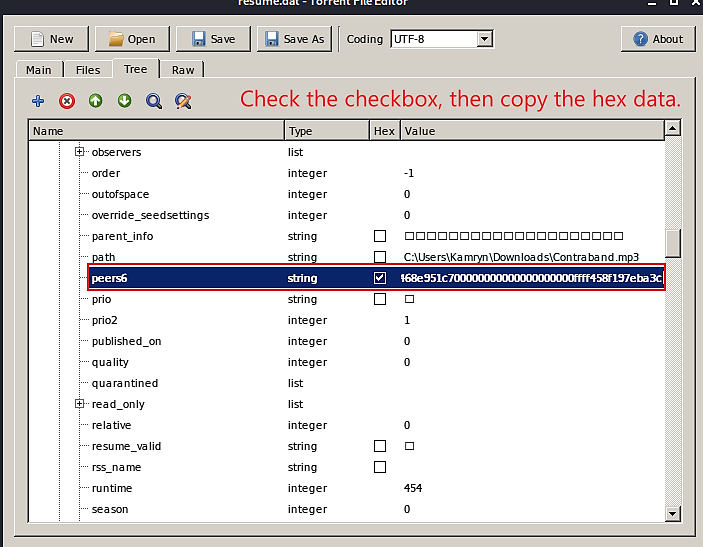 resume.dat - Torrent File Editor
New Open Save Save As Coding UTF-8 About
Main Files Tree Raw
Check the checkbox, then copy the hex data.
Name Type Hex Value
observers list
order integer -1
outofspace integer 0
override_seedsettings integer 0
parent_info string □□□□□□□□□□□□□□□□□□□□
path string C:\Users\Kamryn\Downloads\Contraband.mp3
peers6 string f68e951c70000000000000000000ffff458f197eba3c
prio string □
prio2 integer 1
published_on integer 0
quality integer 0
quarantined list
read_only list
relative integer 0
resume_valid string □
rss_name string
runtime integer 454
season integer 0